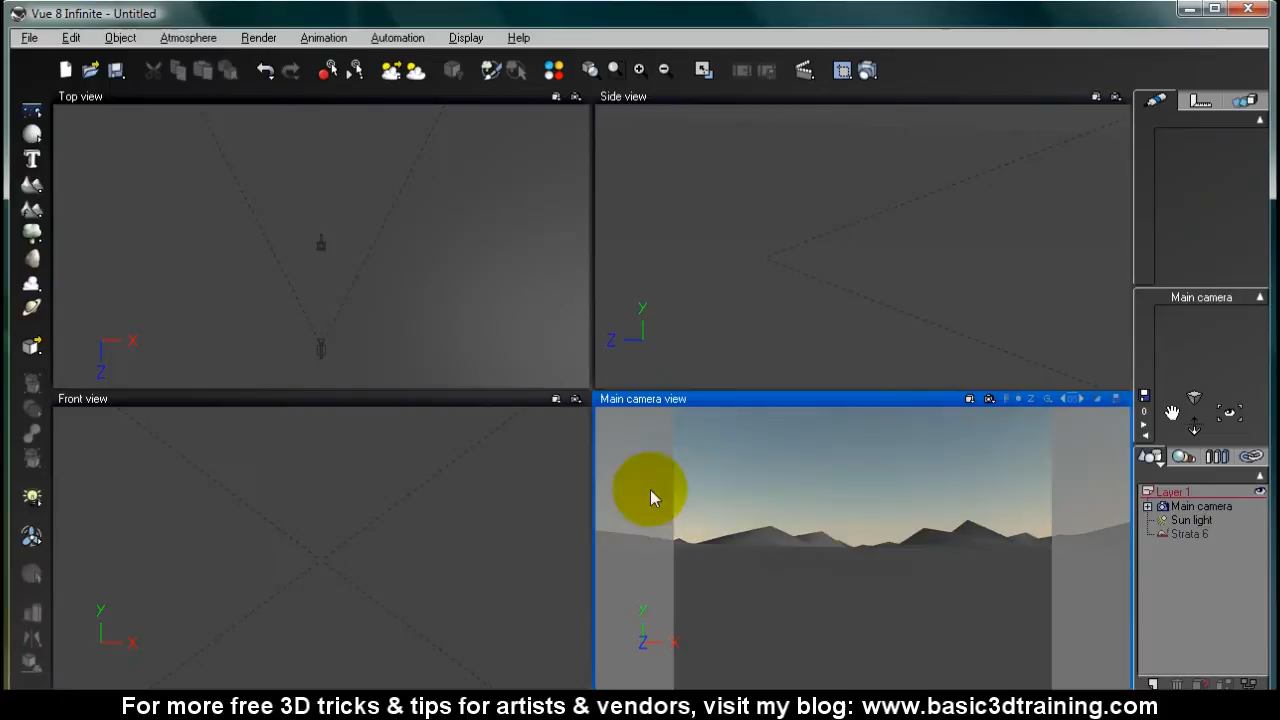 Vue 8 Infinite - Untitled
File Edit Object Atmosphere Render Animation Automation Display Help
Top view
Side view
X
Z
Y
Z
Main camera
Front view
Main camera view
0
Layer 1
Main camera
Sun light
Strata 6
Y
X
Y
Z X
For more free 3D tricks & tips for artists & vendors, visit my blog: www.basic3dtraining.com